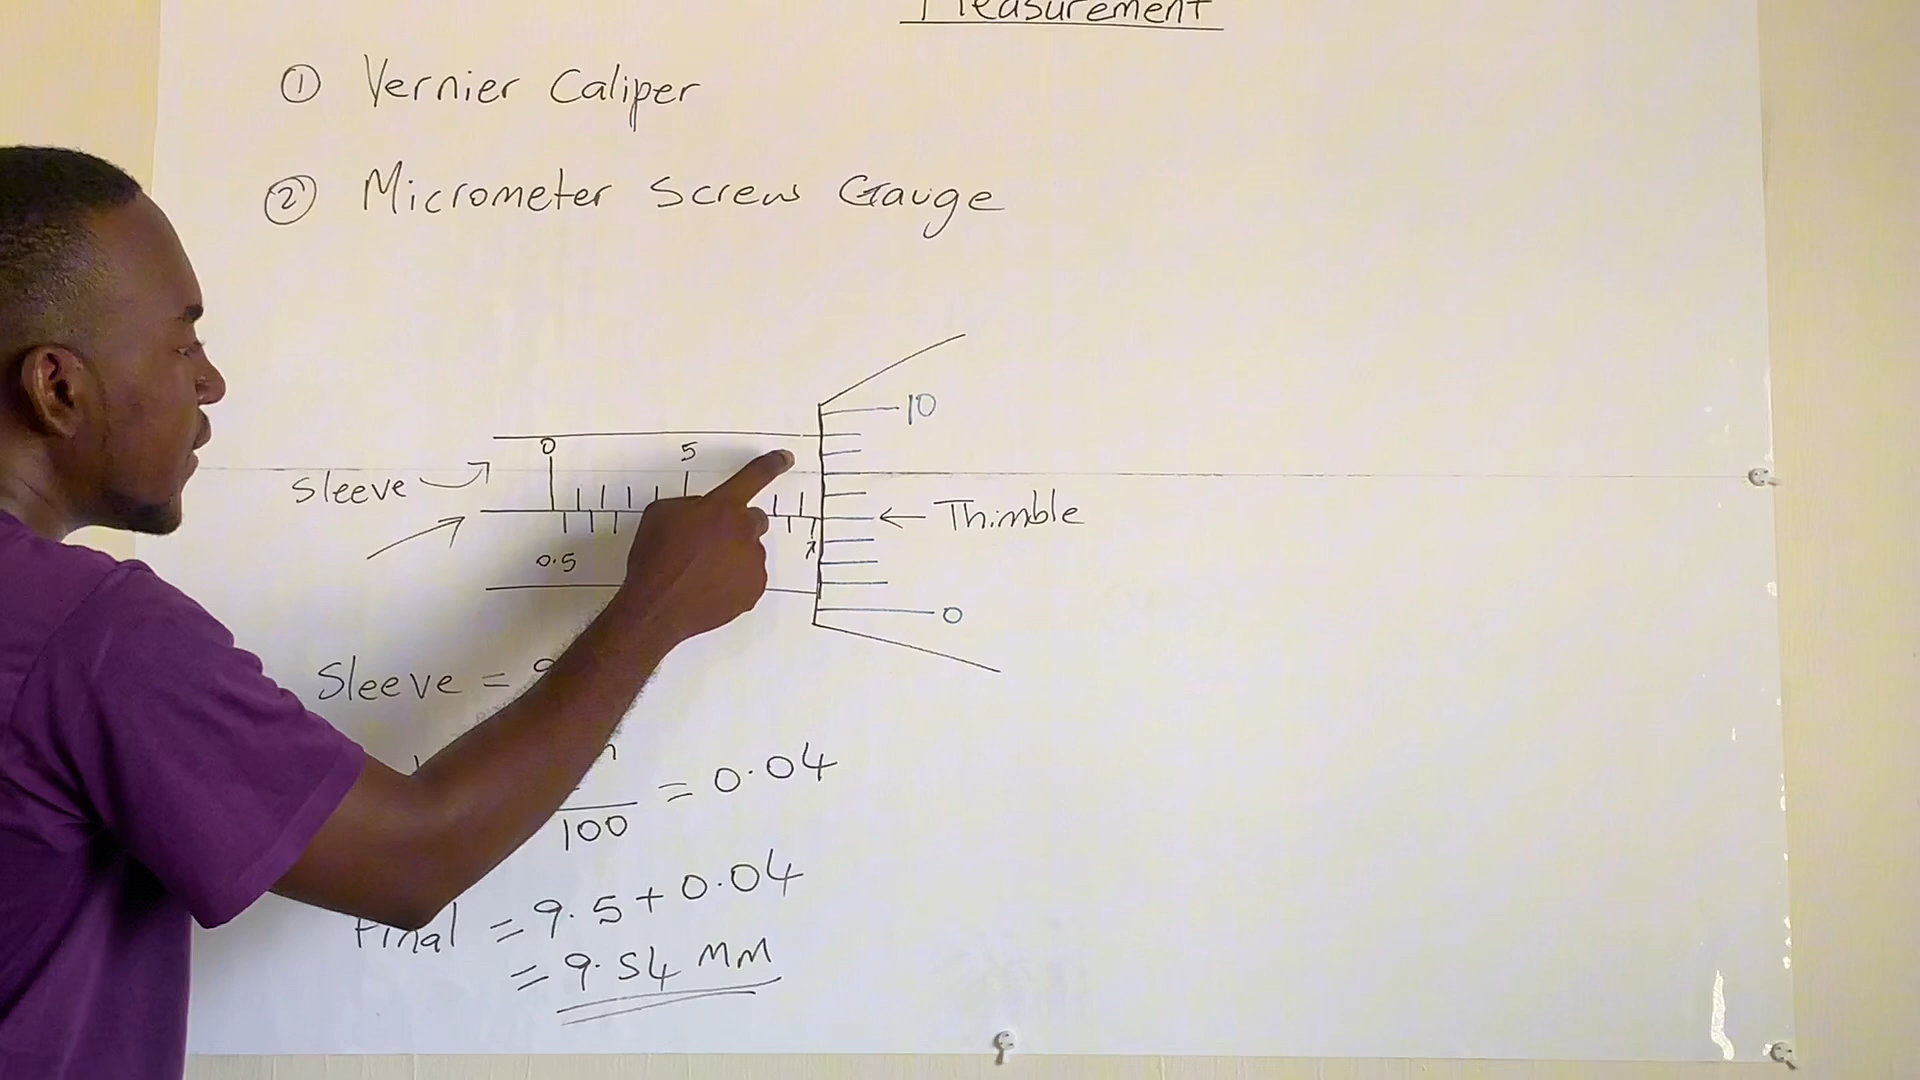 Measurement
① Vernier Caliper
② Micrometer Screw Gauge
10
0 5
Sleeve
Thimble
0.5
0
Sleeve =
100 = 0.04
Final = 9.5 + 0.04
= 9.54 mm